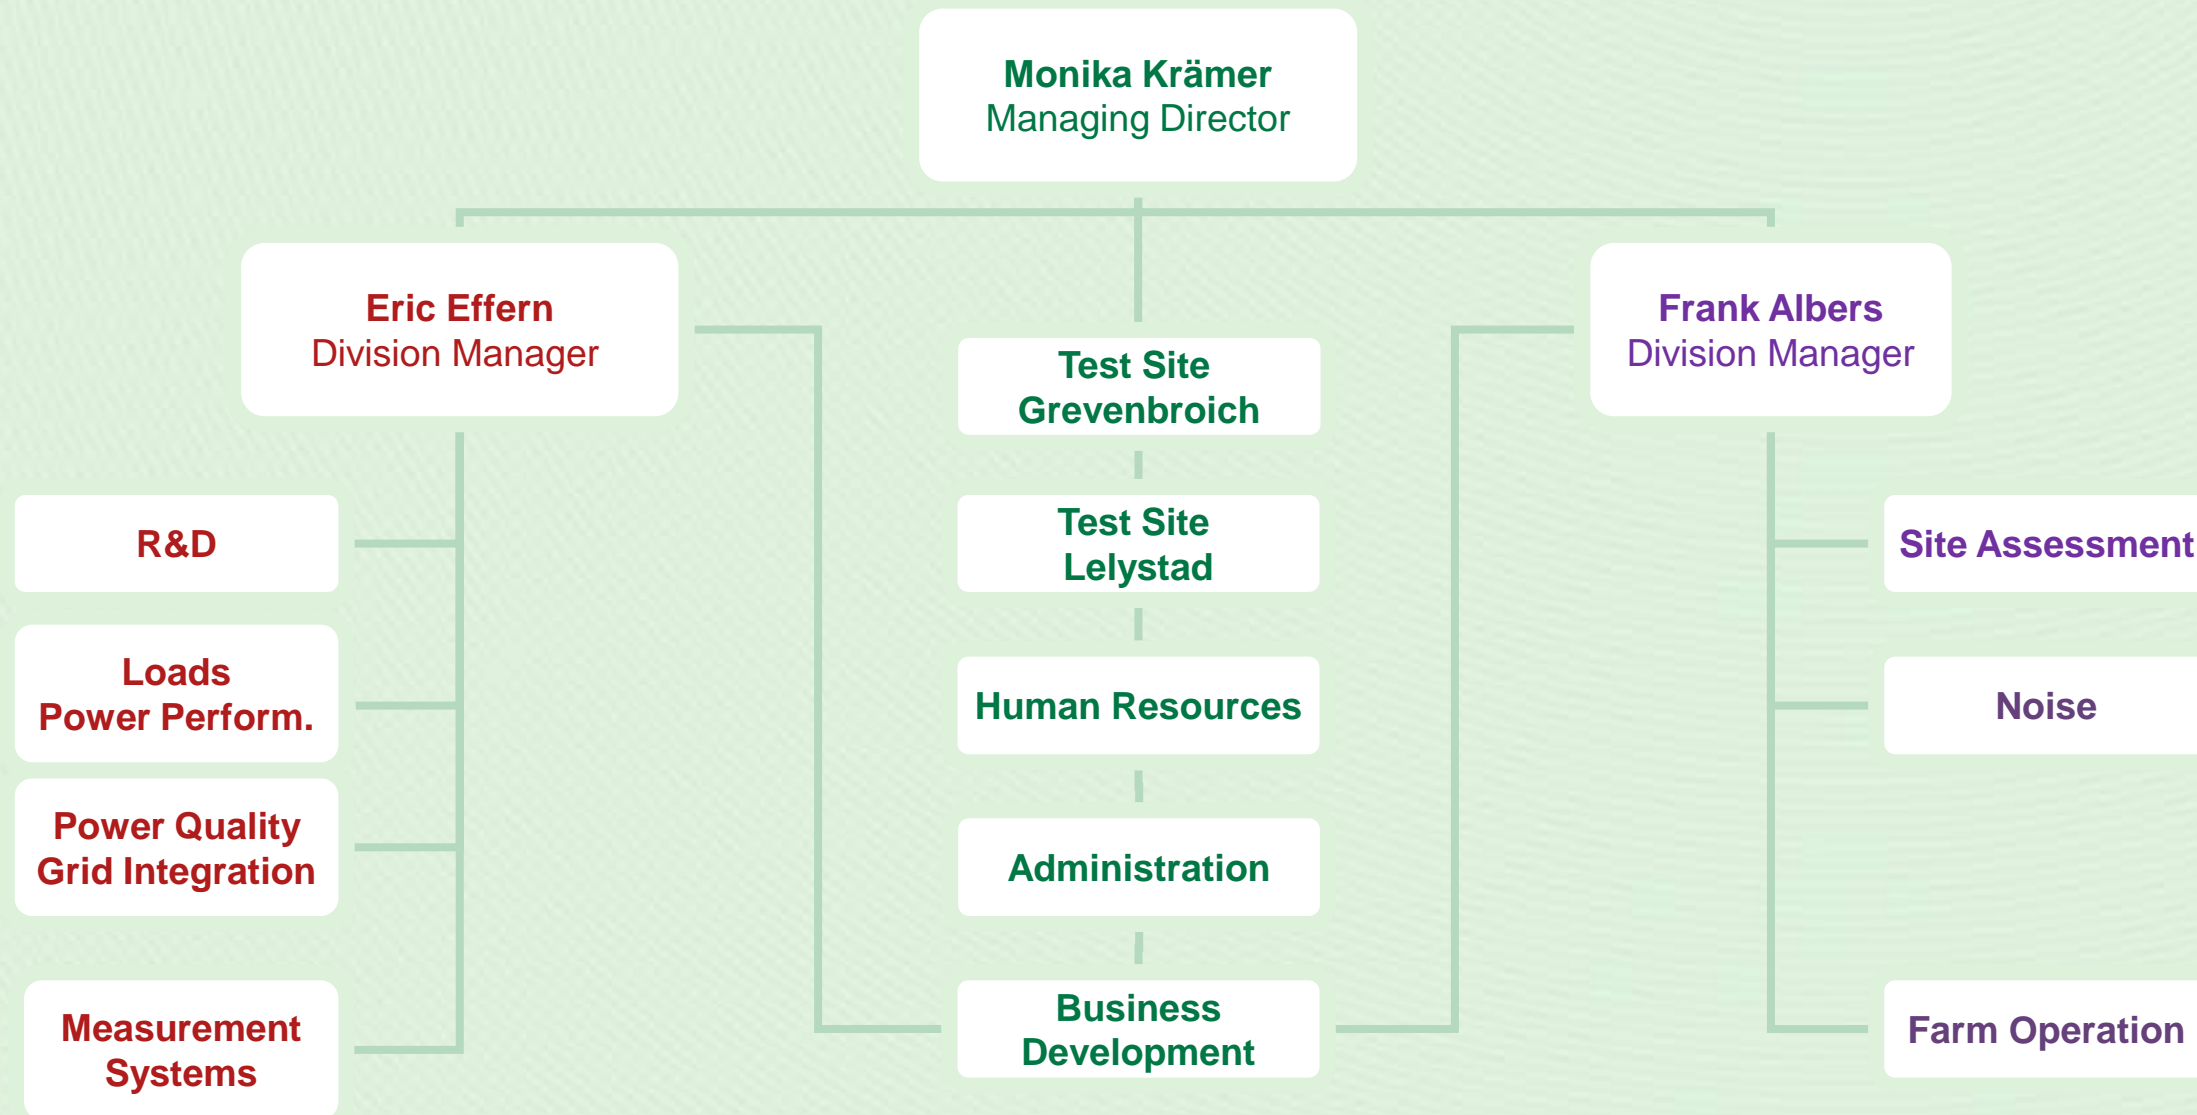 Monika Krämer
Managing Director
Eric Effern
Division Manager
Frank Albers
Division Manager
Test Site
Grevenbroich
R&D
Test Site
Lelystad
Site Assessment
Loads
Power Perform.
Human Resources
Noise
Power Quality
Grid Integration
Administration
Measurement
Systems
Business
Development
Farm Operation